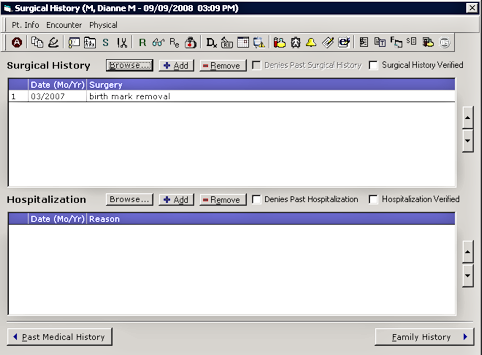 Surgical History (M, Dianne M - 09/09/2008 03:09 PM)
Pt. Info Encounter Physical
Surgical History Browse... Add Remove Denies Past Surgical History Surgical History Verified
Date (Mo/Yr) Surgery
1 03/2007 birth mark removal
Hospitalization Browse... Add Remove Denies Past Hospitalization Hospitalization Verified
Date (Mo/Yr) Reason
Past Medical History Family History